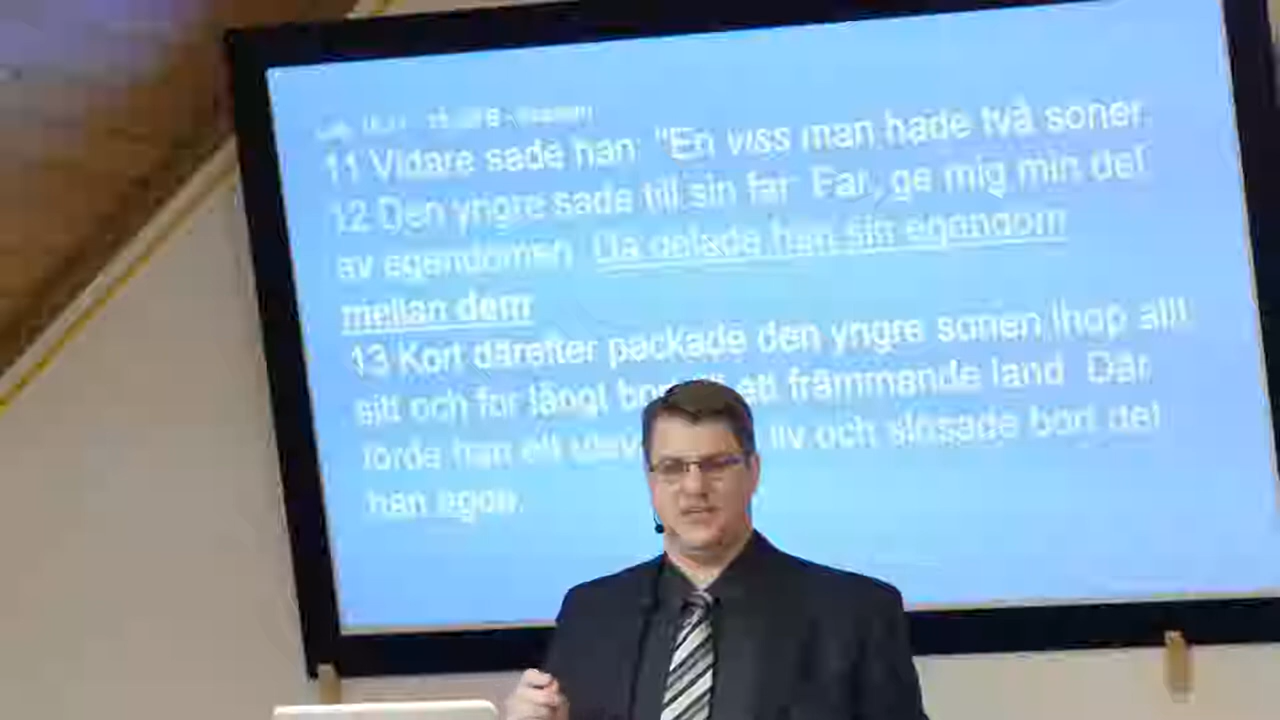 11 Vidare sade han: "En viss man hade två söner.
12 Den yngre sade till sin far: Far, ge mig min del
av egendomen. Då delade han sin egendom
mellan dem
13 Kort därefter packade den yngre sonen ihop allt
sitt och for långt bort till ett främmande land. Där
förde han ett liv och slösade bort det
han ägde.